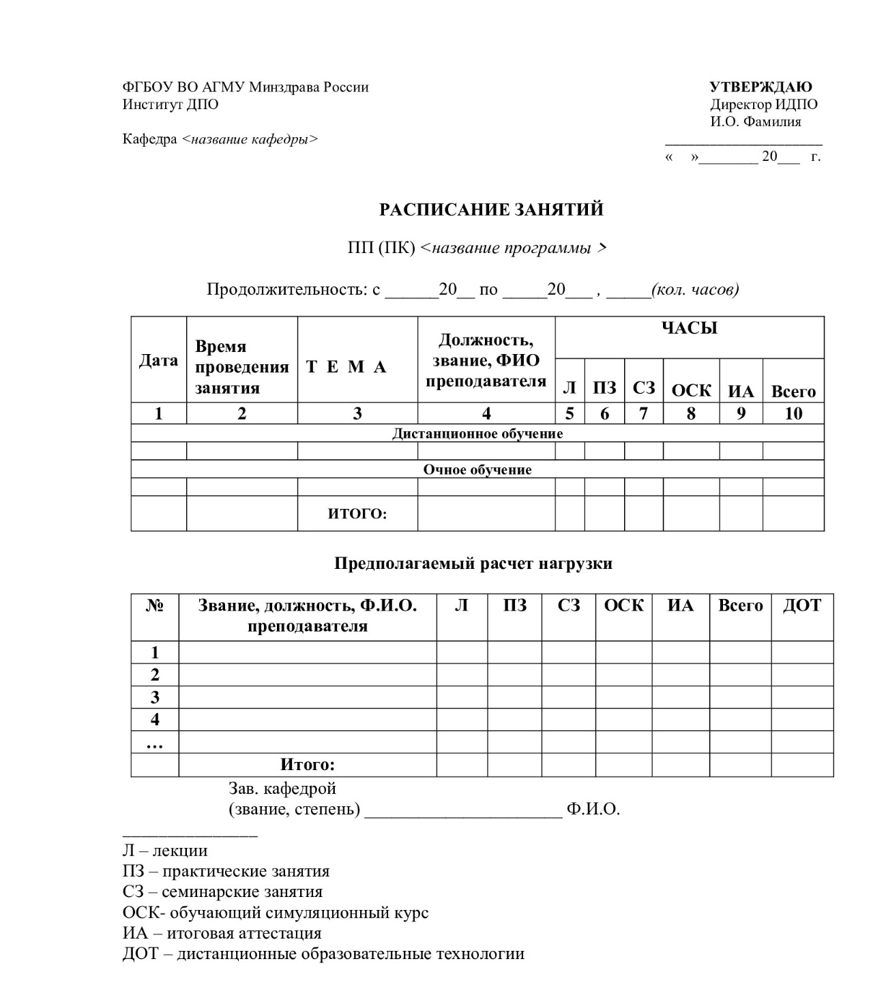 ФГБОУ ВО АГМУ Минздрава России
Институт ДПО
Кафедра <название кафедры>
УТВЕРЖДАЮ
Директор ИДПО
И.О. Фамилия
_____________________
«    »________ 20___   г.
РАСПИСАНИЕ ЗАНЯТИЙ
ПП (ПК) <название программы >
Продолжительность: с ______20__ по _____20___ , _____(кол. часов)
Дата
Время
проведения
занятия
Т Е М А
Должность,
звание, ФИО
преподавателя
ЧАСЫ
Л ПЗ СЗ ОСК ИА Всего
1 2 3 4 5 6 7 8 9 10
Дистанционное обучение
Очное обучение
ИТОГО:
Предполагаемый расчет нагрузки
№ Звание, должность, Ф.И.О. Л ПЗ СЗ ОСК ИА Всего ДОТ
преподавателя
1
2
3
4
…
Итого:
Зав. кафедрой
(звание, степень) ______________________ Ф.И.О.
_______________
Л – лекции
ПЗ – практические занятия
СЗ – семинарские занятия
ОСК- обучающий симуляционный курс
ИА – итоговая аттестация
ДОТ – дистанционные образовательные технологии